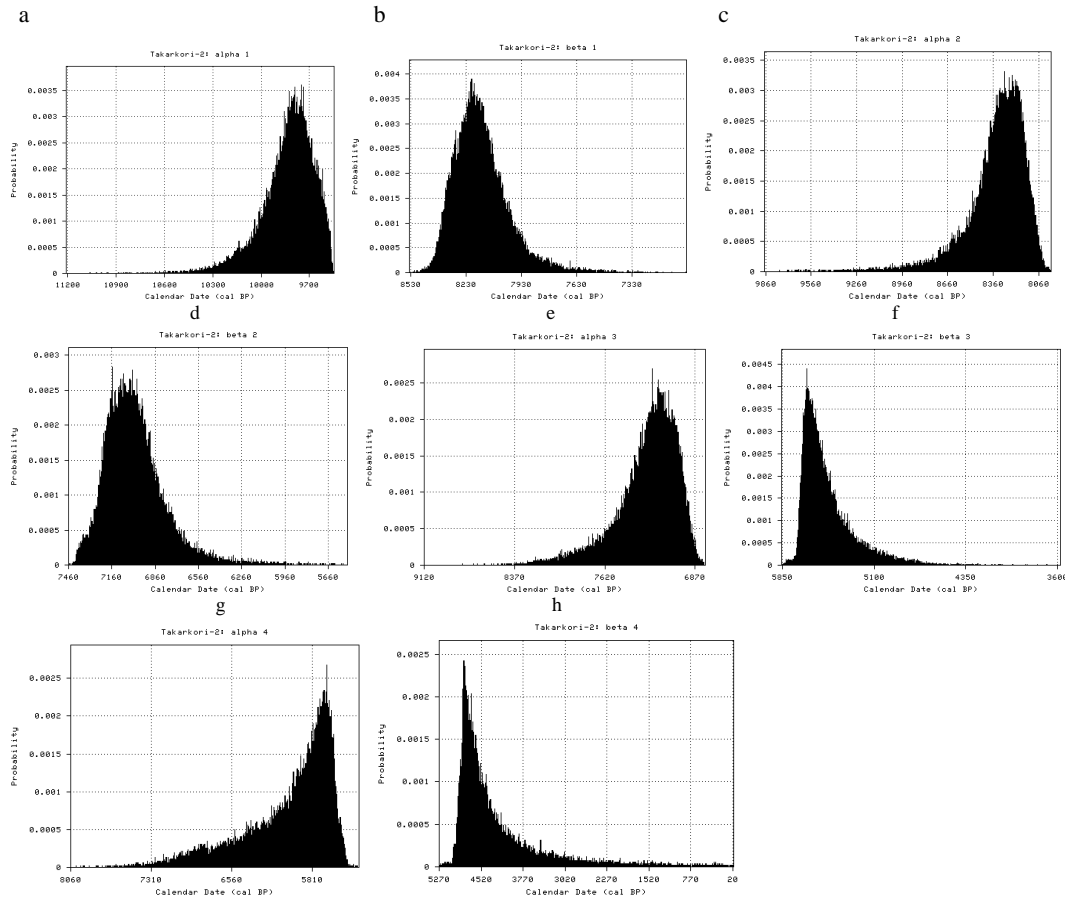 a
Takarkori-2: alpha 1
Probability
0.0035
0.003
0.0025
0.002
0.0015
0.001
0.0005
0
11200 10900 10600 10300 10000 9700
Calendar Date (cal BP)
b
Takarkori-2: beta 1
Probability
0.004
0.0035
0.003
0.0025
0.002
0.0015
0.001
0.0005
0
8530 8230 7930 7630 7330
Calendar Date (cal BP)
c
Takarkori-2: alpha 2
Probability
0.0035
0.003
0.0025
0.002
0.0015
0.001
0.0005
0
9860 9560 9260 8960 8660 8360 8060
Calendar Date (cal BP)
d
Takarkori-2: beta 2
Probability
0.003
0.0025
0.002
0.0015
0.001
0.0005
0
7460 7160 6860 6560 6260 5960 5660
Calendar Date (cal BP)
e
Takarkori-2: alpha 3
Probability
0.0025
0.002
0.0015
0.001
0.0005
0
9120 8370 7620 6870
Calendar Date (cal BP)
f
Takarkori-2: beta 3
Probability
0.0045
0.004
0.0035
0.003
0.0025
0.002
0.0015
0.001
0.0005
0
5850 5100 4350 3600
Calendar Date (cal BP)
g
Takarkori-2: alpha 4
Probability
0.0025
0.002
0.0015
0.001
0.0005
0
8060 7310 6560 5810
Calendar Date (cal BP)
h
Takarkori-2: beta 4
Probability
0.0025
0.002
0.0015
0.001
0.0005
0
5270 4520 3770 3020 2270 1520 770 20
Calendar Date (cal BP)